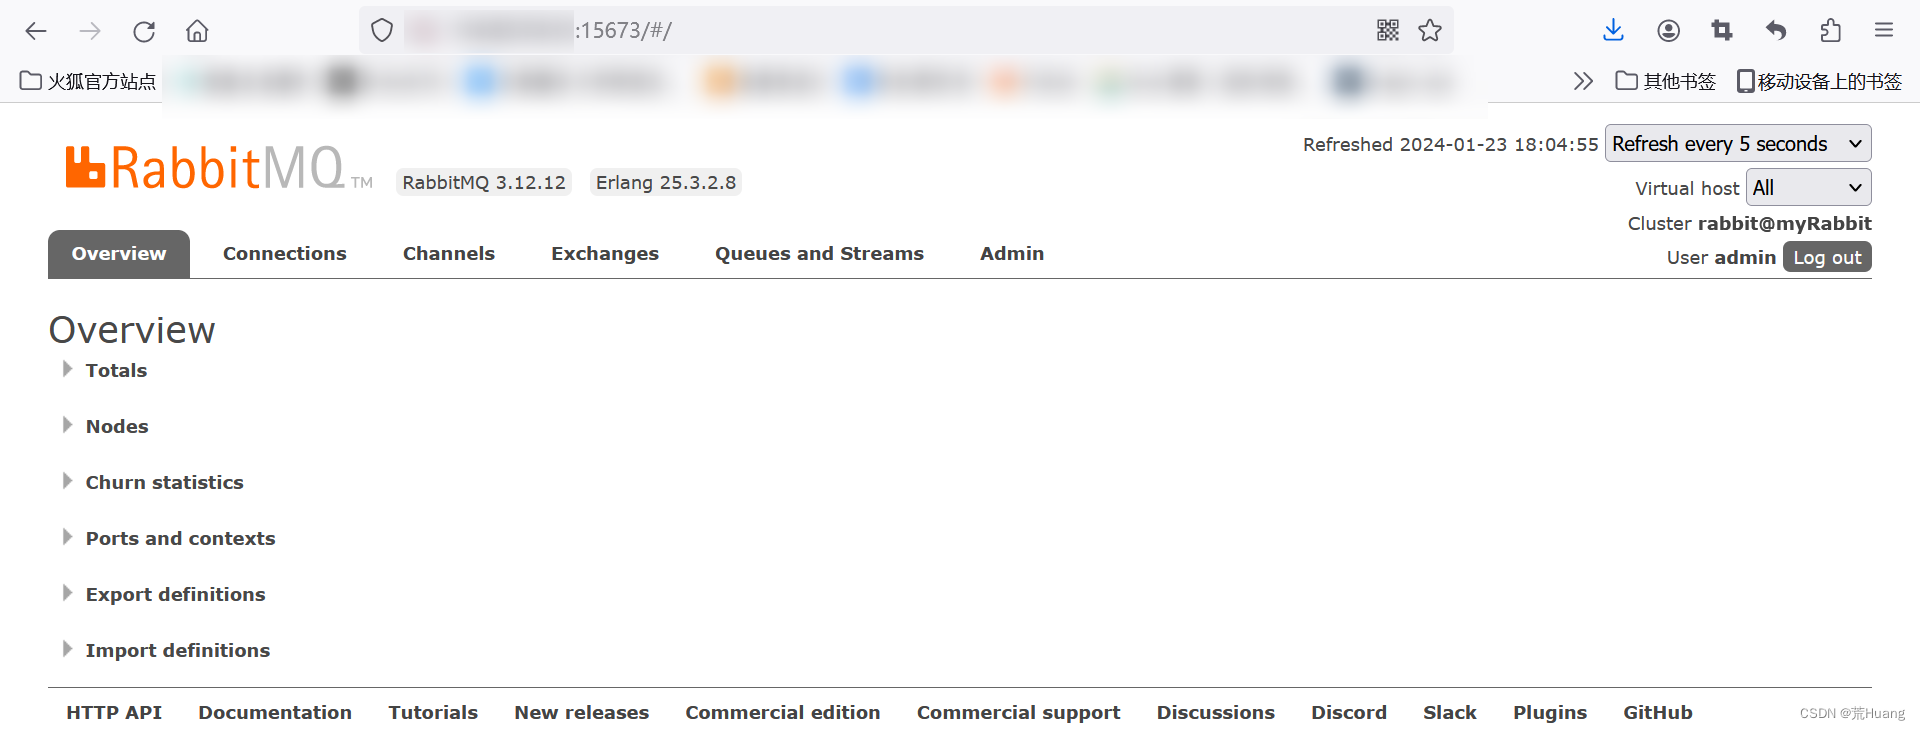 :15673/#/
火狐官方站点
其他书签
移动设备上的书签
RabbitMQ TM
RabbitMQ 3.12.12
Erlang 25.3.2.8
Refreshed 2024-01-23 18:04:55
Refresh every 5 seconds
Virtual host All
Cluster rabbit@myRabbit
User admin Log out
Overview Connections Channels Exchanges Queues and Streams Admin
Overview
Totals
Nodes
Churn statistics
Ports and contexts
Export definitions
Import definitions
HTTP API Documentation Tutorials New releases Commercial edition Commercial support Discussions Discord Slack Plugins GitHub
CSDN @荒Huang